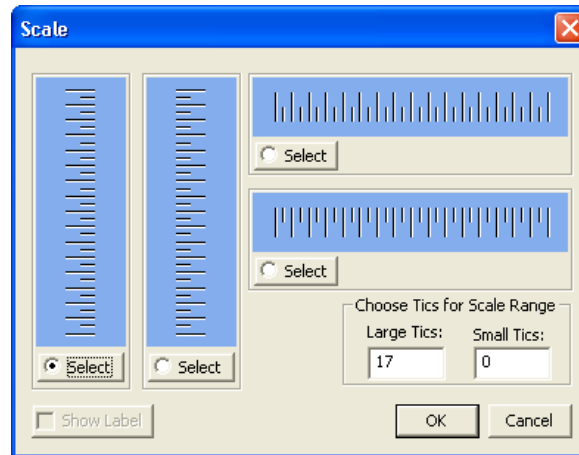 Scale
Select
Select
Choose Tics for Scale Range
Large Tics:
Small Tics:
17
0
Select
Select
Show Label
OK
Cancel